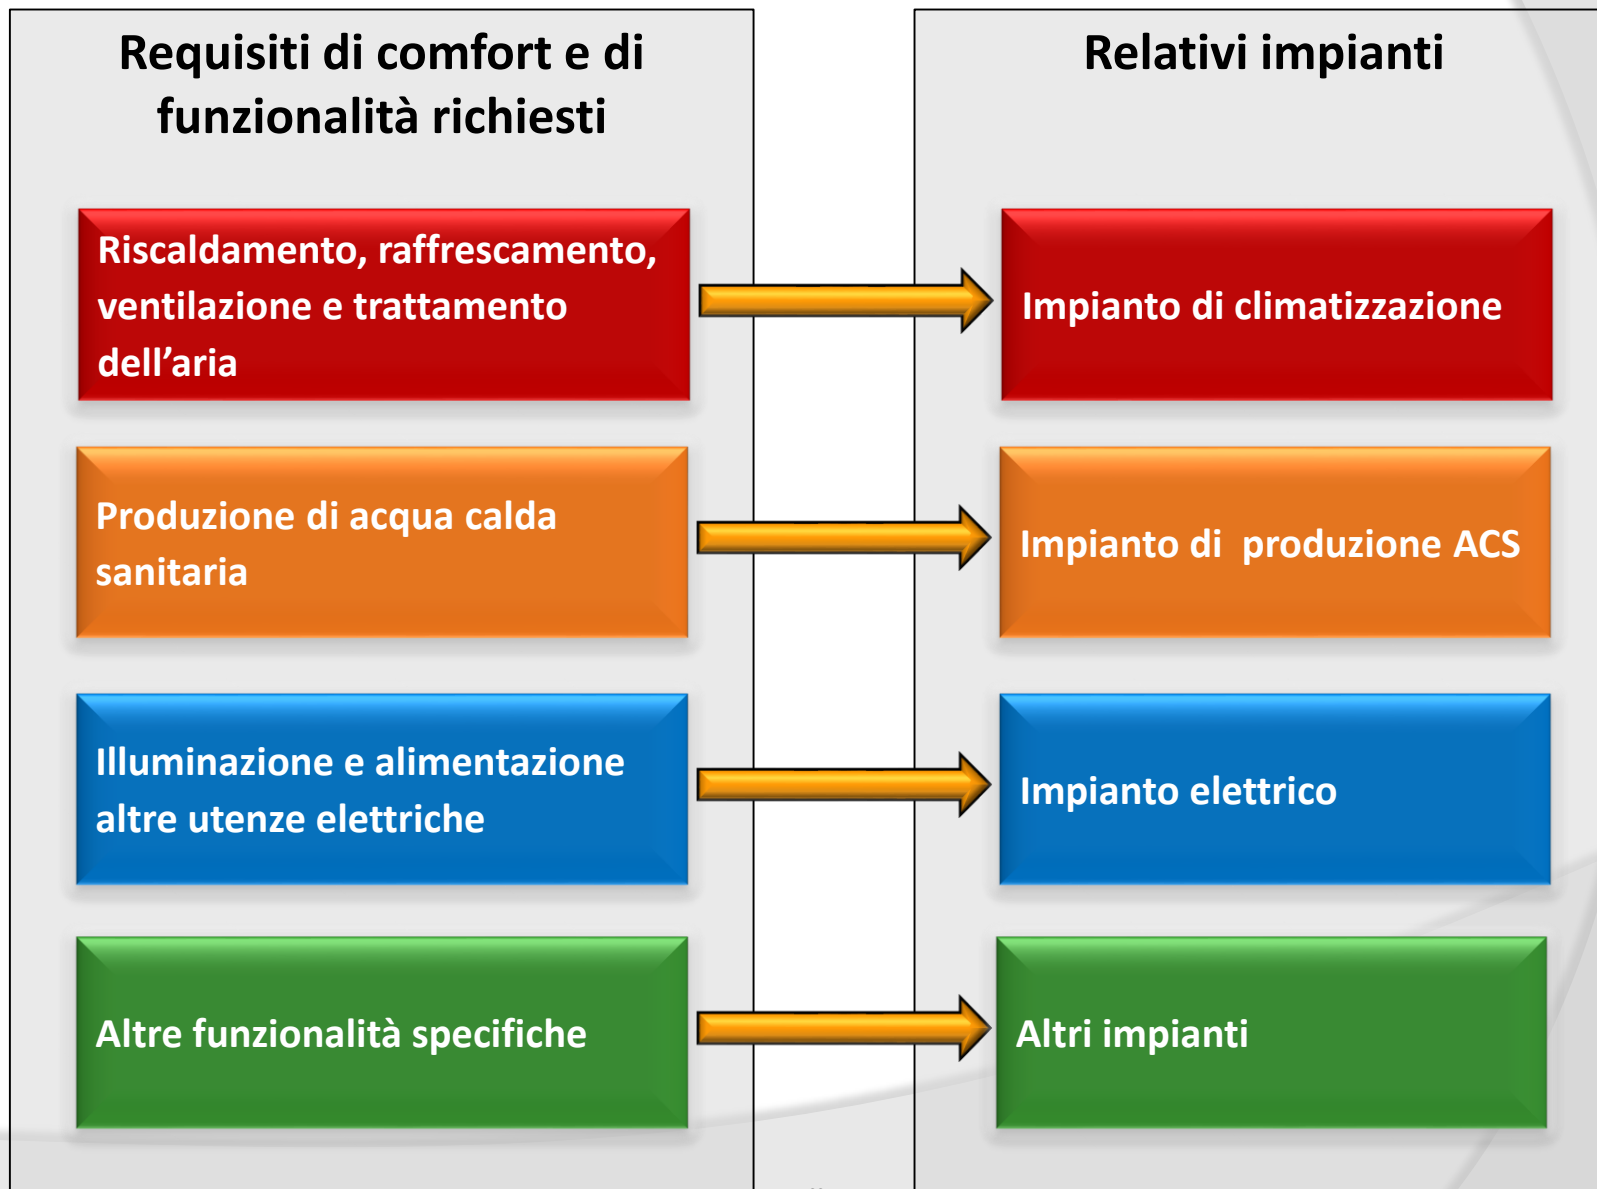 Requisiti di comfort e di
funzionalità richiesti
Relativi impianti
Riscaldamento, raffrescamento,
ventilazione e trattamento
dell’aria
Impianto di climatizzazione
Produzione di acqua calda
sanitaria
Impianto di  produzione ACS
Illuminazione e alimentazione
altre utenze elettriche
Impianto elettrico
Altre funzionalità specifiche
Altri impianti